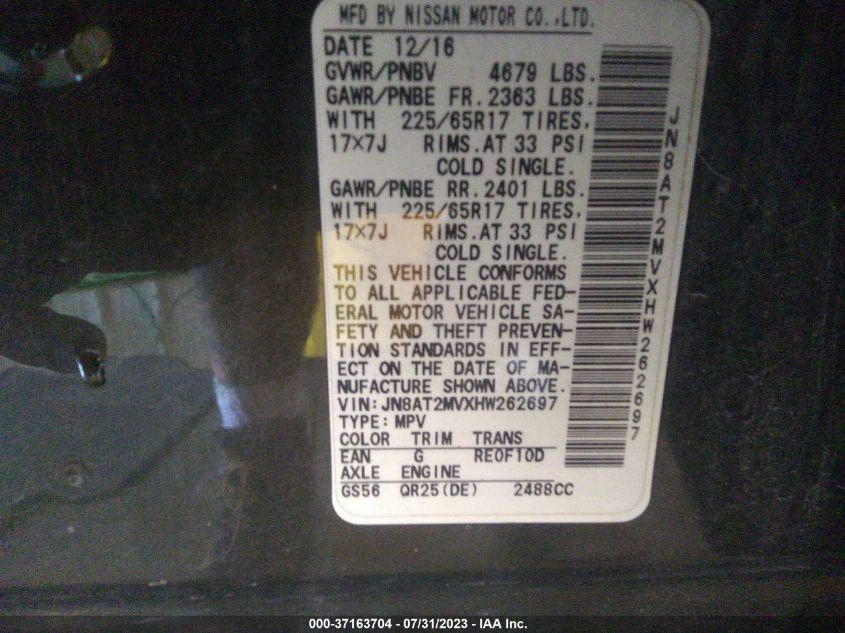 MFD BY NISSAN MOTOR CO.,LTD.
DATE 12/16
GVWR/PNBV 4679 LBS.
GAWR/PNBE FR. 2363 LBS.
WITH 225/65R17 TIRES,
17X7J RIMS. AT 33 PSI
COLD SINGLE.
GAWR/PNBE RR. 2401 LBS.
WITH 225/65R17 TIRES,
17X7J RIMS. AT 33 PSI
COLD SINGLE.
THIS VEHICLE CONFORMS
TO ALL APPLICABLE FED-
ERAL MOTOR VEHICLE SA-
FETY AND THEFT PREVEN-
TION STANDARDS IN EFF-
ECT ON THE DATE OF MA-
NUFACTURE SHOWN ABOVE.
VIN: JN8AT2MVXHW262697
TYPE: MPV
COLOR TRIM TRANS
EAN G RE0F10D
AXLE ENGINE
GS56 QR25(DE) 2488CC
JN8AT2MVXHW262697
000-37163704 - 07/31/2023 - IAA Inc.